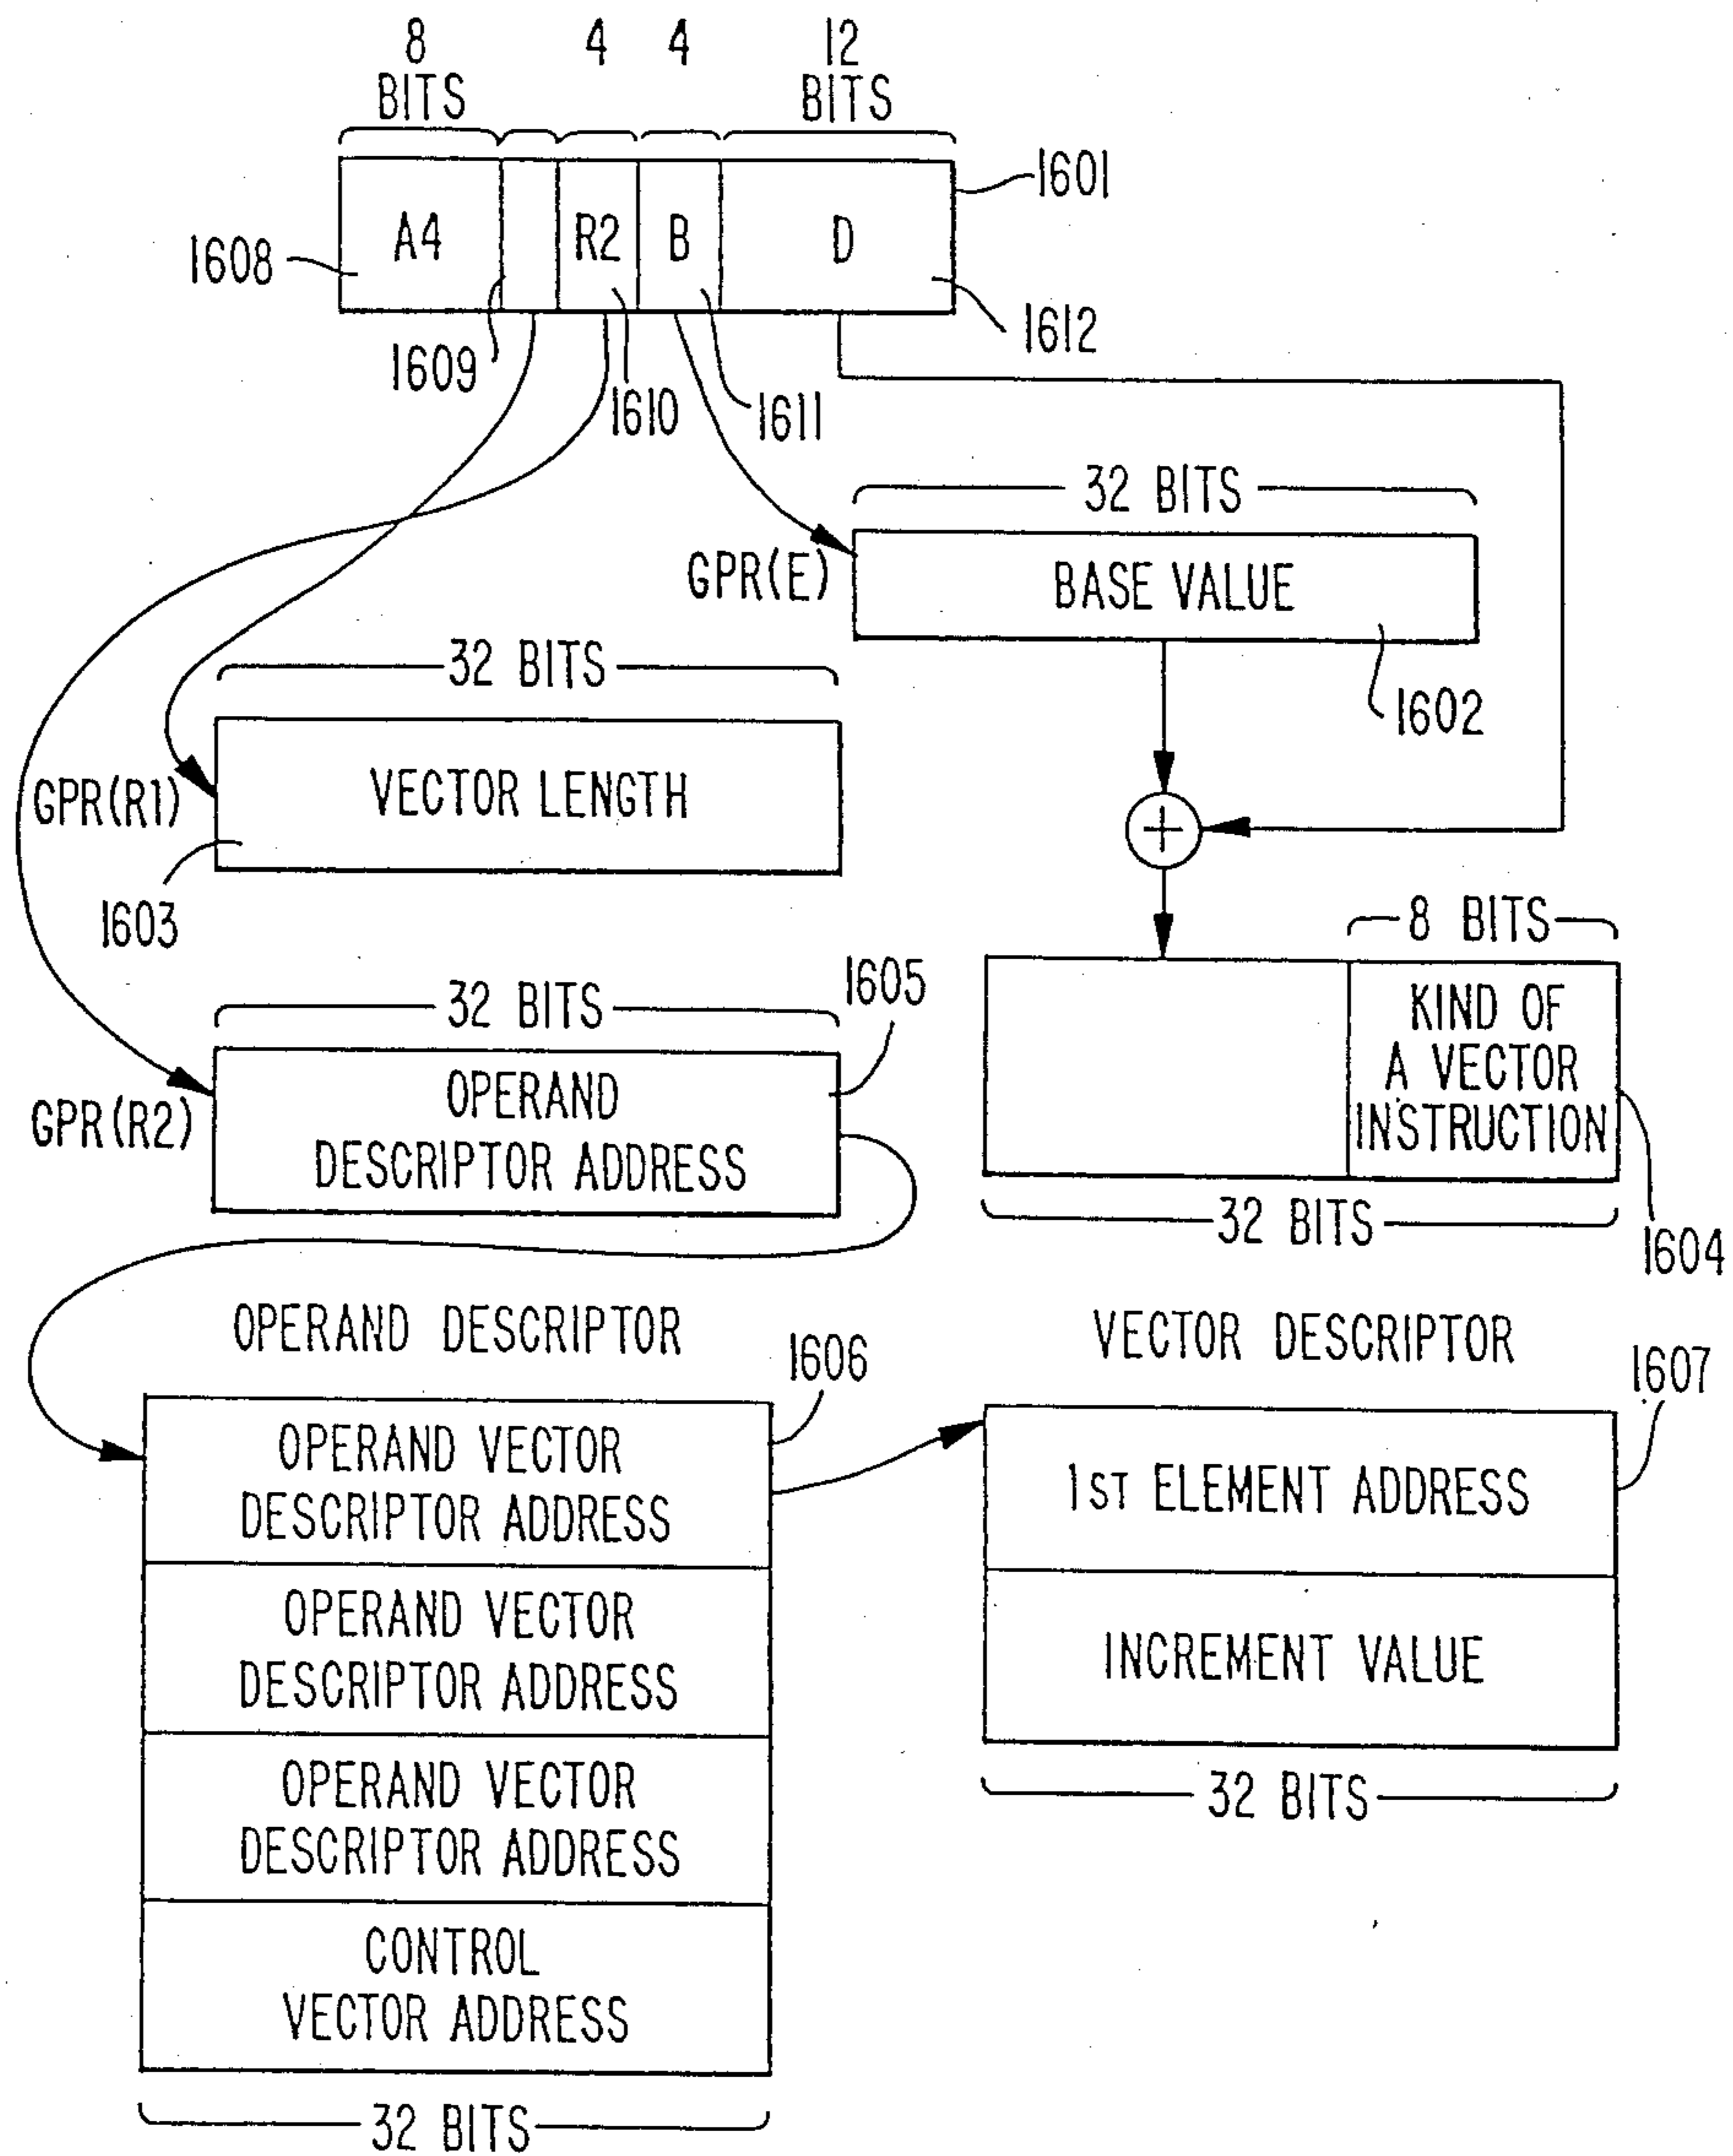 8
BITS
4
4
12
BITS
A4
R2
B
D
1601
1608
1609
1610
1611
1612
32 BITS
GPR(E)
BASE VALUE
1602
32 BITS
GPR(R1)
VECTOR LENGTH
1603
8 BITS
KIND OF
A VECTOR
INSTRUCTION
32 BITS
1604
32 BITS
1605
GPR(R2)
OPERAND
DESCRIPTOR ADDRESS
OPERAND DESCRIPTOR
1606
OPERAND VECTOR
DESCRIPTOR ADDRESS
OPERAND VECTOR
DESCRIPTOR ADDRESS
OPERAND VECTOR
DESCRIPTOR ADDRESS
CONTROL
VECTOR ADDRESS
32 BITS
VECTOR DESCRIPTOR
1607
1ST ELEMENT ADDRESS
INCREMENT VALUE
32 BITS